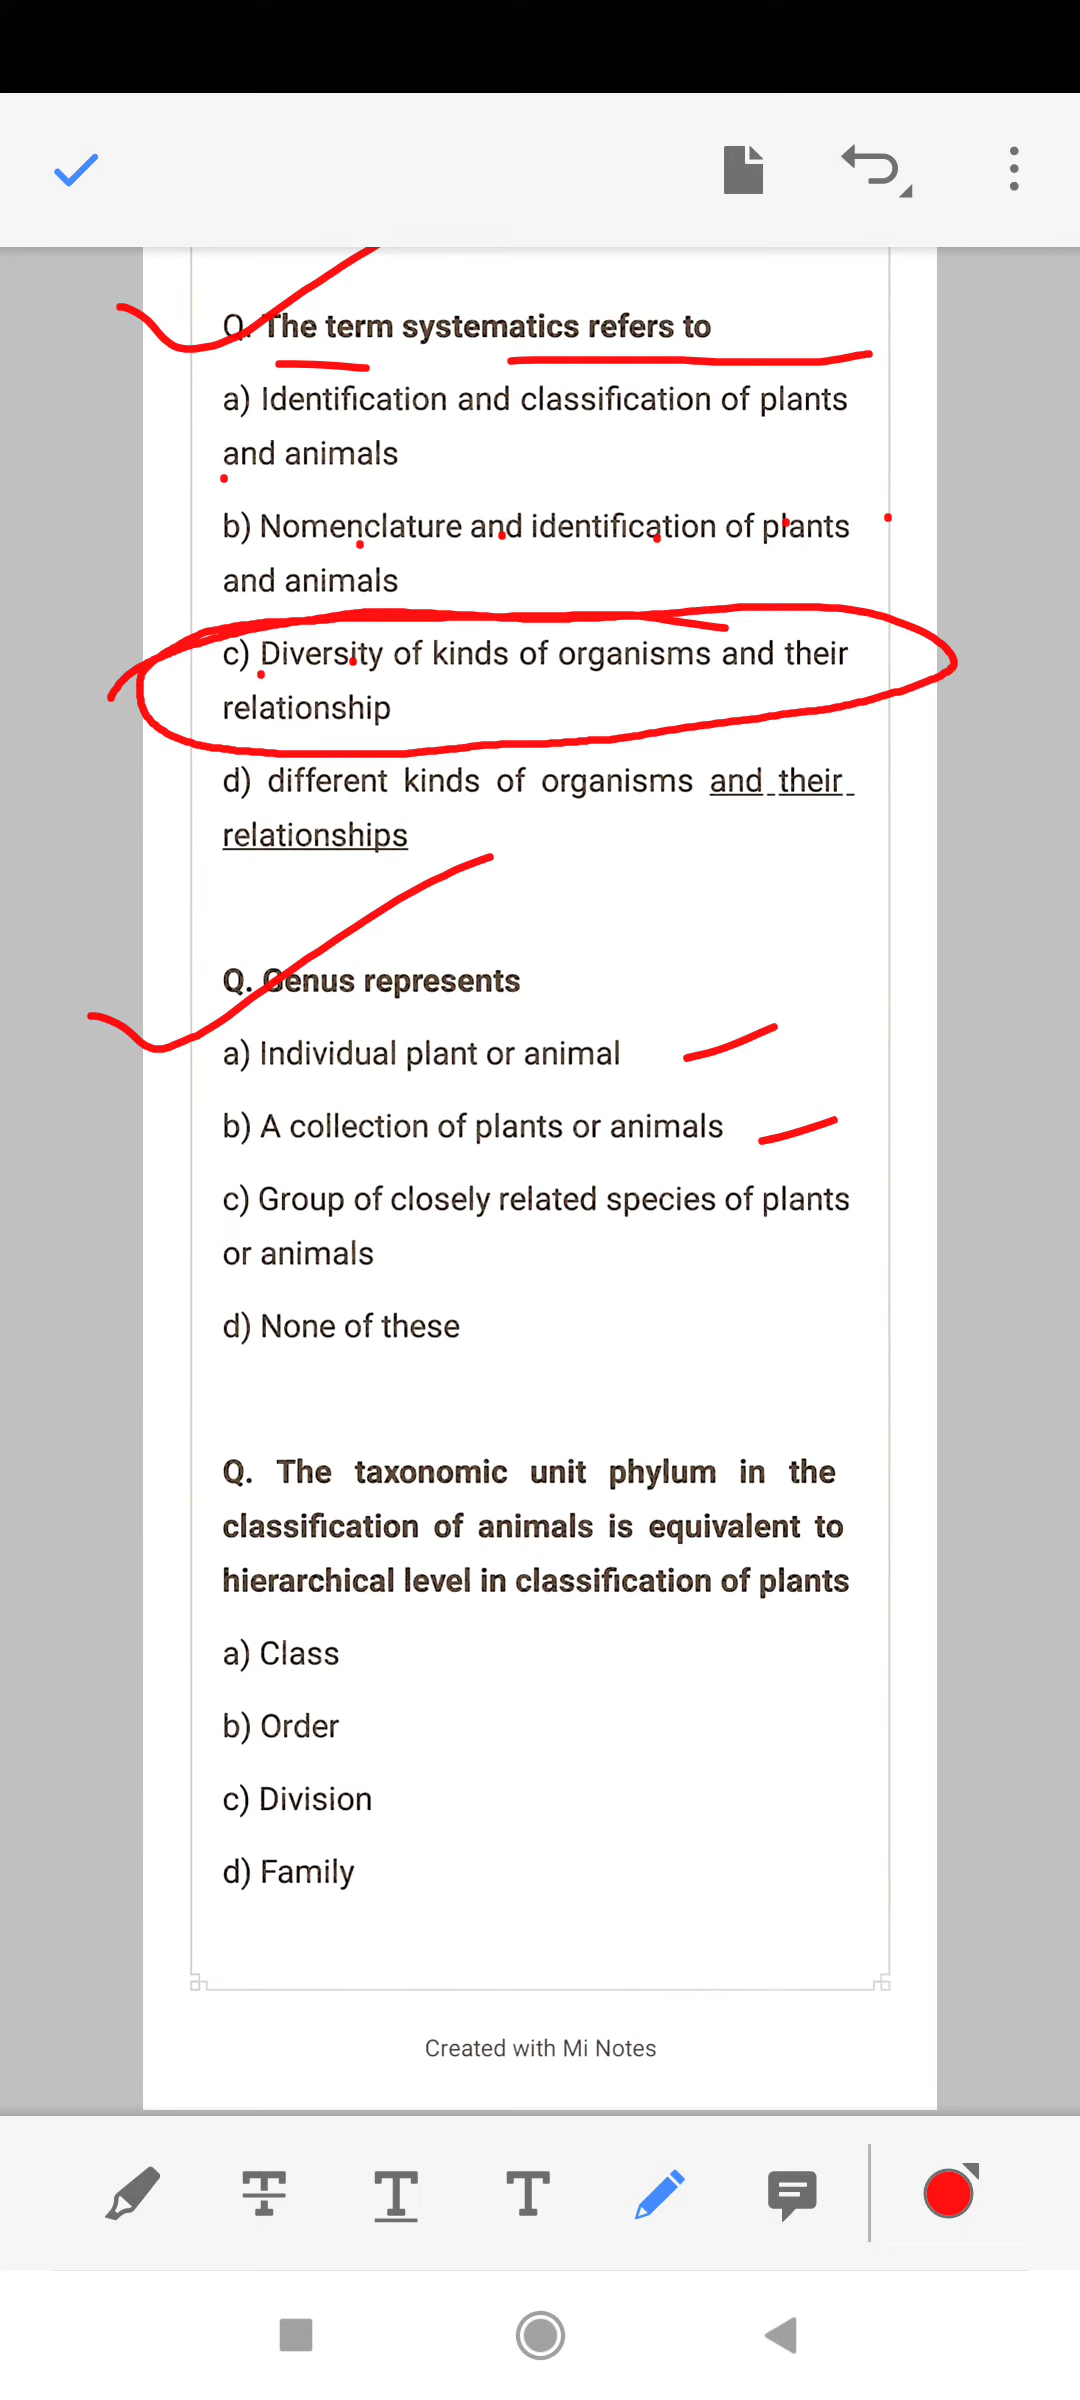 Q. The term systematics refers to
a) Identification and classification of plants
and animals
b) Nomenclature and identification of plants
and animals
c) Diversity of kinds of organisms and their
relationship
d) different kinds of organisms and their
relationships
Q. Genus represents
a) Individual plant or animal
b) A collection of plants or animals
c) Group of closely related species of plants
or animals
d) None of these
Q. The taxonomic unit phylum in the
classification of animals is equivalent to
hierarchical level in classification of plants
a) Class
b) Order
c) Division
d) Family
Created with Mi Notes